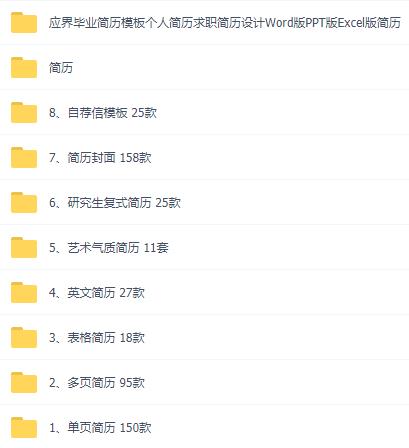 应界毕业简历模板个人简历求职简历设计Word版PPT版Excel版简历
简历
8、自荐信模板 25款
7、简历封面 158款
6、研究生复式简历 25款
5、艺术气质简历 11套
4、英文简历 27款
3、表格简历 18款
2、多页简历 95款
1、单页简历 150款